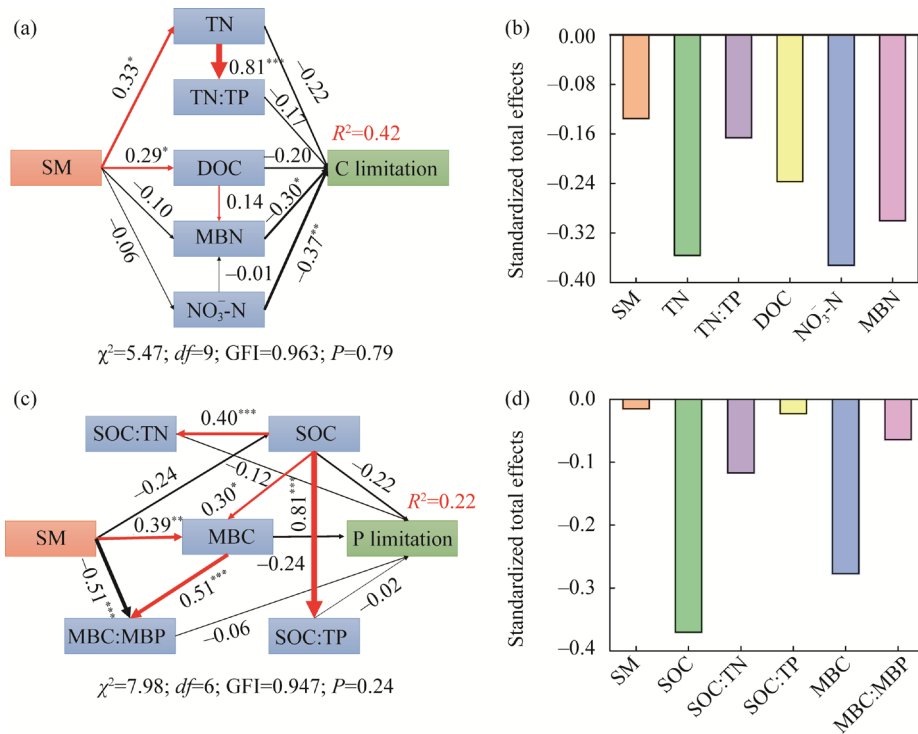 (a)
TN
0.33*
0.81***
−0.22
TN:TP
−0.17
R²=0.42
SM
0.29*
DOC
−0.20
C limitation
−0.10
0.14
−0.30*
MBN
−0.06
−0.01
−0.37**
NO₃⁻-N
χ²=5.47; df=9; GFI=0.963; P=0.79
(b)
Standardized total effects
0.00
−0.08
−0.16
−0.24
−0.32
−0.40
SM
TN
TN:TP
DOC
NO₃⁻-N
MBN
(c)
SOC:TN
0.40***
SOC
−0.24
−0.12
−0.22
0.30*
0.81***
R²=0.22
SM
0.39**
MBC
P limitation
−0.24
−0.51***
0.51***
−0.02
−0.06
MBC:MBP
SOC:TP
χ²=7.98; df=6; GFI=0.947; P=0.24
(d)
Standardized total effects
0.0
−0.1
−0.2
−0.3
−0.4
SM
SOC
SOC:TN
SOC:TP
MBC
MBC:MBP